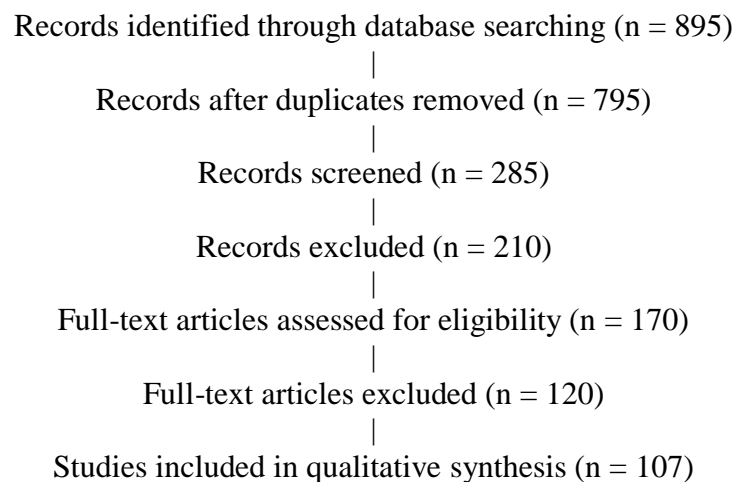 Records identified through database searching (n = 895)
|
Records after duplicates removed (n = 795)
|
Records screened (n = 285)
|
Records excluded (n = 210)
|
Full-text articles assessed for eligibility (n = 170)
|
Full-text articles excluded (n = 120)
|
Studies included in qualitative synthesis (n = 107)